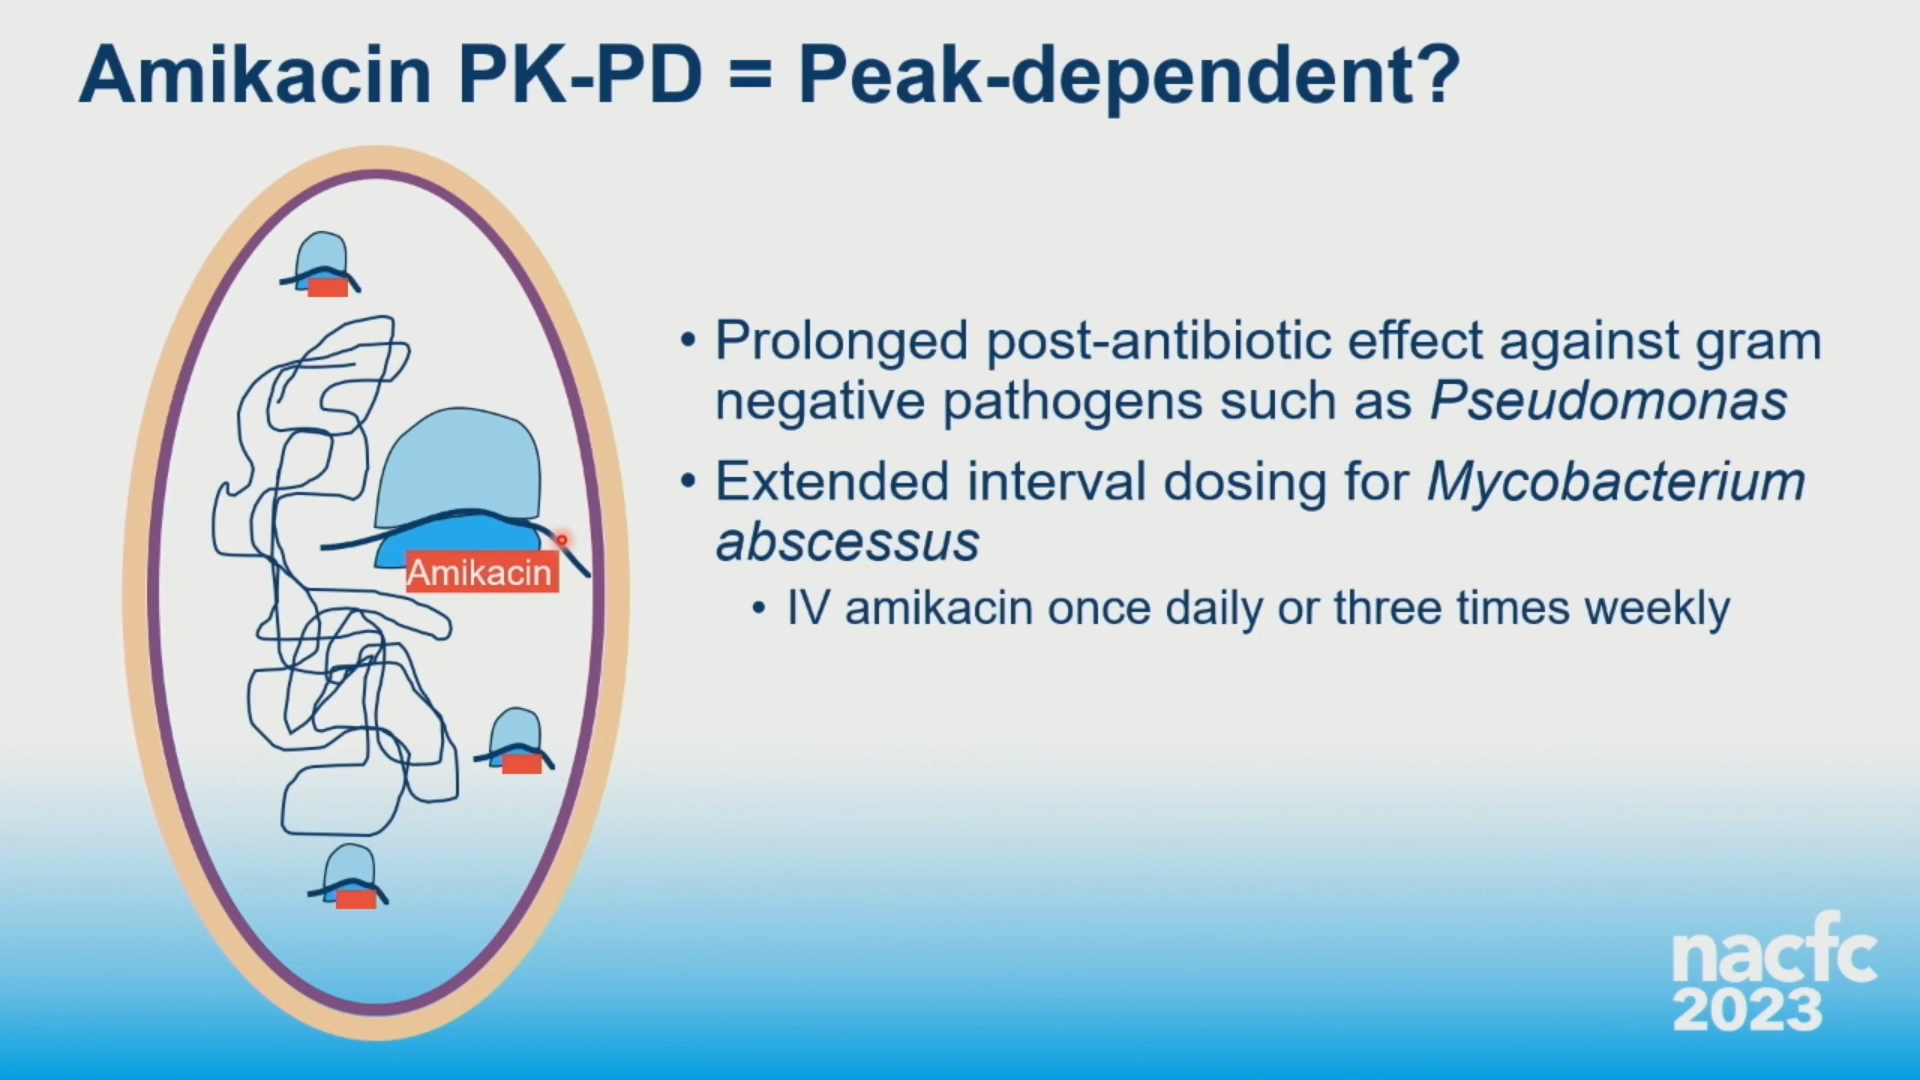 Amikacin PK-PD = Peak-dependent?
• Prolonged post-antibiotic effect against gram
negative pathogens such as Pseudomonas
• Extended interval dosing for Mycobacterium
abscessus
• IV amikacin once daily or three times weekly
Amikacin
nacfc
2023